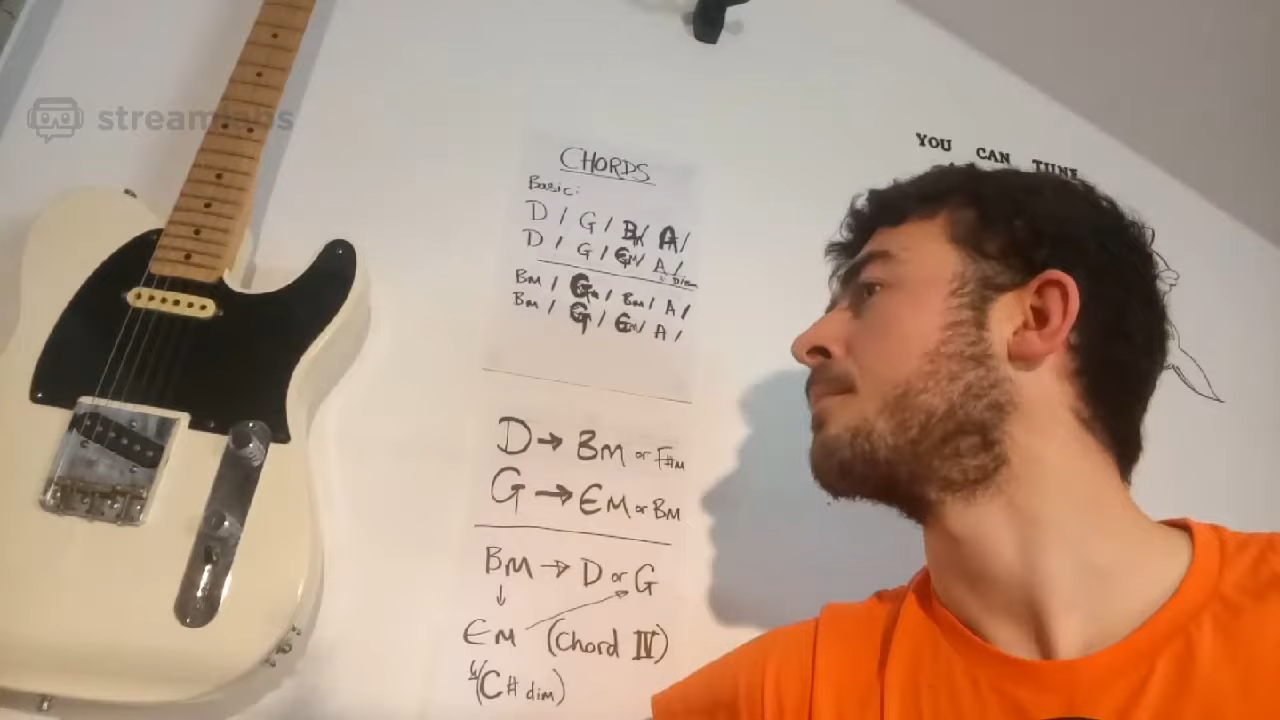 streamlabs
YOU CAN TUNE
CHORDS
Basic:
D / G / / A /
D / G / Em / A /
Bm / G / Bm / A /
Bm / G / Em / A /
D → Bm or F#m
G → Em or Bm
Bm → D or G
↓
Em (Chord IV)
(C# dim)